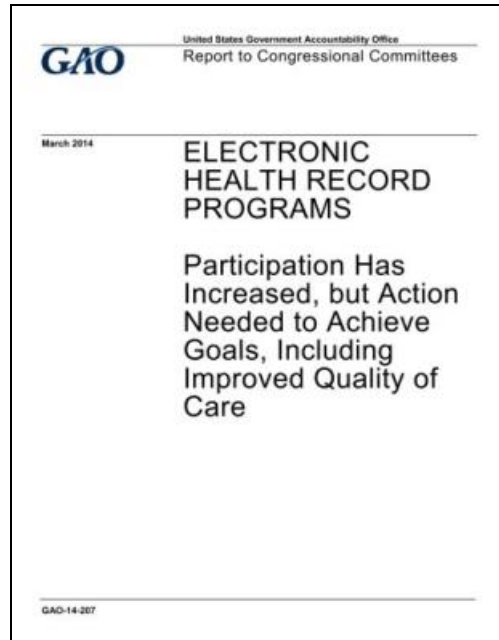 United States Government Accountability Office
GAO
Report to Congressional Committees
March 2014
ELECTRONIC
HEALTH RECORD
PROGRAMS
Participation Has
Increased, but Action
Needed to Achieve
Goals, Including
Improved Quality of
Care
GAO-14-207